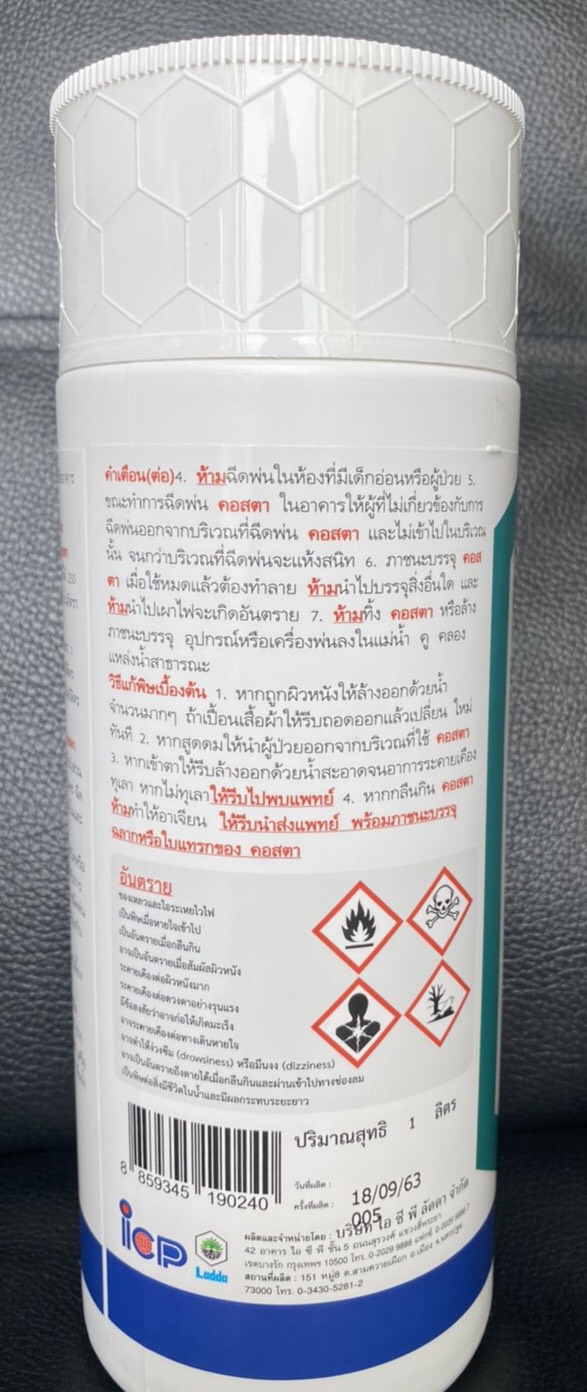 คำเตือน(ต่อ)4. ห้ามฉีดพ่นในห้องที่มีเด็กอ่อนหรือผู้ป่วย 5.
ขณะทำการฉีดพ่น คอสตา ในอาคารให้ผู้ที่ไม่เกี่ยวข้องกับการ
ฉีดพ่นออกจากบริเวณที่ฉีดพ่น คอสตา และไม่เข้าไปในบริเวณ
นั้น จนกว่าบริเวณที่ฉีดพ่นจะแห้งสนิท 6. ภาชนะบรรจุ คอส
ตา เมื่อใช้หมดแล้วต้องทำลาย ห้ามนำไปบรรจุสิ่งอื่นใด และ
ห้ามนำไปเผาไฟจะเกิดอันตราย 7. ห้ามทิ้ง คอสตา หรือล้าง
ภาชนะบรรจุ อุปกรณ์หรือเครื่องพ่นลงในแม่น้ำ คู คลอง
แหล่งน้ำสาธารณะ
วิธีแก้พิษเบื้องต้น 1. หากถูกผิวหนังให้ล้างออกด้วยน้ำ
จำนวนมากๆ ถ้าเปื้อนเสื้อผ้าให้รีบถอดออกแล้วเปลี่ยน ใหม่
ทันที 2. หากสูดดมให้นำผู้ป่วยออกจากบริเวณที่ใช้ คอสตา
3. หากเข้าตาให้รีบล้างออกด้วยน้ำสะอาดจนอาการระคายเคือง
ทุเลา หากไม่ทุเลาให้รีบไปพบแพทย์ 4. หากกลืนกิน คอสตา
ห้ามทำให้อาเจียน ให้รีบนำส่งแพทย์ พร้อมภาชนะบรรจุ
ฉลากหรือใบแทรกของ คอสตา
อันตราย
ของเหลวและไอระเหยไวไฟ
เป็นพิษเมื่อหายใจเข้าไป
เป็นอันตรายเมื่อกลืนกิน
อาจเป็นอันตรายเมื่อสัมผัสผิวหนัง
ระคายเคืองต่อผิวหนังมาก
ระคายเคืองต่อดวงตาอย่างรุนแรง
มีข้อสงสัยว่าอาจก่อให้เกิดมะเร็ง
อาจระคายเคืองต่อทางเดินหายใจ
อาจทำให้ง่วงซึม (drowsiness) หรือมึนงง (dizziness)
อาจเป็นอันตรายถึงตายได้เมื่อกลืนกินและผ่านเข้าไปทางช่องลม
เป็นพิษต่อสิ่งมีชีวิตในน้ำและมีผลกระทบระยะยาว
ปริมาณสุทธิ 1 ลิตร
8 859345 190240
วันที่ผลิต : 18/09/63
ครั้งที่ผลิต : 005
icp
Ladda
ผลิตและจำหน่ายโดย : บริษัท ไอ ซี พี ลัดดา จำกัด
42 อาคาร ไอ ซี พี ชั้น 5 ถนนสุรวงศ์ แขวงสี่พระยา
เขตบางรัก กรุงเทพฯ 10500 โทร. 0-2029 9888 แฟกซ์. 0-2029 9886-7
สถานที่ผลิต : 151 หมู่8 ต.สามควายเผือก อ.เมือง จ.นครปฐม
73000 โทร. 0-3430-5281-2